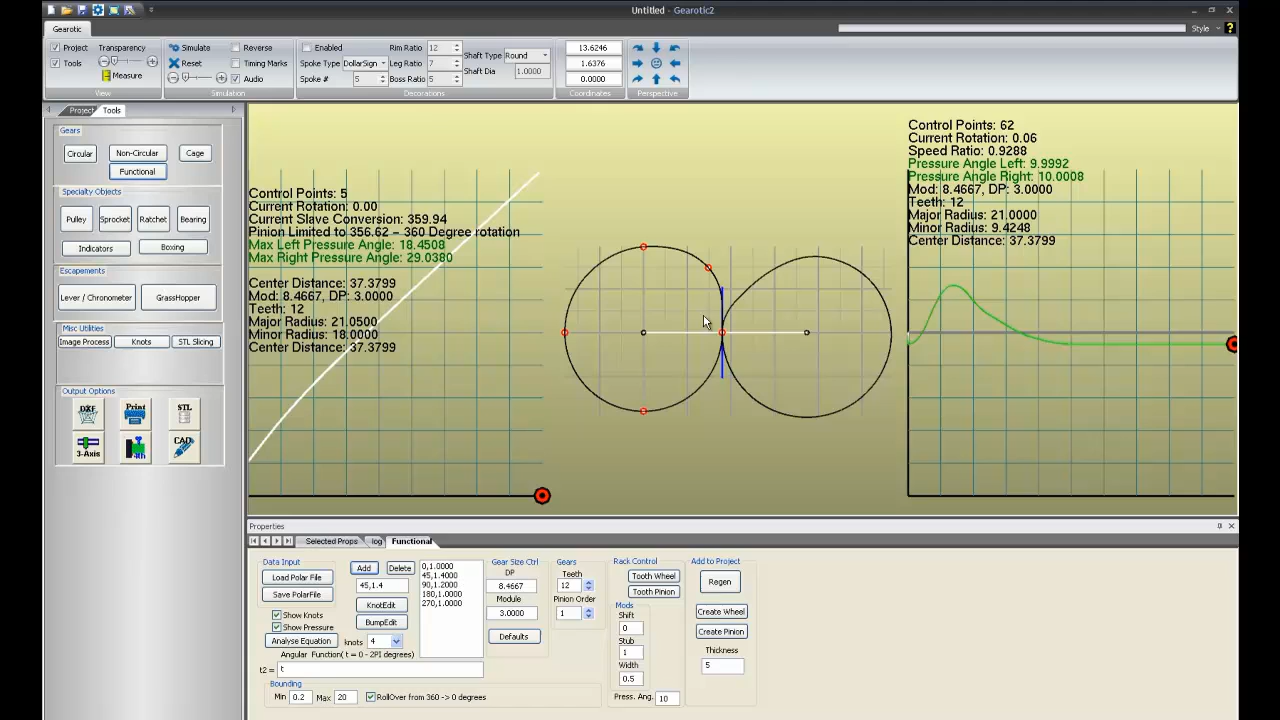 Untitled - Gearotic2
Gearotic
Style
Project
Transparency
Tools
Measure
View
Simulate
Reverse
Reset
Timing Marks
Audio
Simulation
Enabled
Rim Ratio
12
Spoke Type
DollarSign
Leg Ratio
7
Spoke #
5
Boss Ratio
5
Shaft Type
Round
Shaft Dia
1.0000
Decorations
13.6246
1.6376
0.0000
Coordinates
Perspective
Project
Tools
Gears
Circular
Non-Circular
Cage
Functional
Specialty Objects
Pulley
Sprocket
Ratchet
Bearing
Indicators
Boxing
Escapements
Lever / Chronometer
GrassHopper
Misc Utilities
Image Process
Knots
STL Slicing
Output Options
DXF
Print
STL
3-Axis
4th
CAD
Control Points: 5
Current Rotation: 0.00
Current Slave Conversion: 359.94
Pinion Limited to 356.62 - 360 Degree rotation
Max Left Pressure Angle: 18.4508
Max Right Pressure Angle: 29.0380
Center Distance: 37.3799
Mod: 8.4667, DP: 3.0000
Teeth: 12
Major Radius: 21.0500
Minor Radius: 18.0000
Center Distance: 37.3799
Control Points: 62
Current Rotation: 0.06
Speed Ratio: 0.9288
Pressure Angle Left: 9.9992
Pressure Angle Right: 10.0008
Mod: 8.4667, DP: 3.0000
Teeth: 12
Major Radius: 21.0000
Minor Radius: 9.4248
Center Distance: 37.3799
Properties
Selected Props
log
Functional
Data Input
Load Polar File
Save PolarFile
Show Knots
Show Pressure
Analyse Equation
Angular Function( t = 0 - 2PI degrees)
t2 =
t
Bounding
Min
0.2
Max
20
RollOver from 360 -> 0 degrees
Add
Delete
45,1.4
KnotEdit
BumpEdit
knots
4
0,1.0000
45,1.4000
90,1.2000
180,1.0000
270,1.0000
Gear Size Ctrl
DP
8.4667
Module
3.0000
Defaults
Gears
Teeth
12
Pinion Order
1
Rack Control
Tooth Wheel
Tooth Pinion
Mods
Shift
0
Stub
1
Width
0.5
Press. Ang.
10
Add to Project
Regen
Create Wheel
Create Pinion
Thickness
5